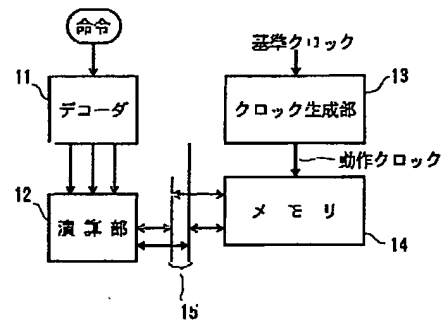 命令
基準クロック
11
13
デコーダ
クロック生成部
動作クロック
12
演算部
メモリ
14
15